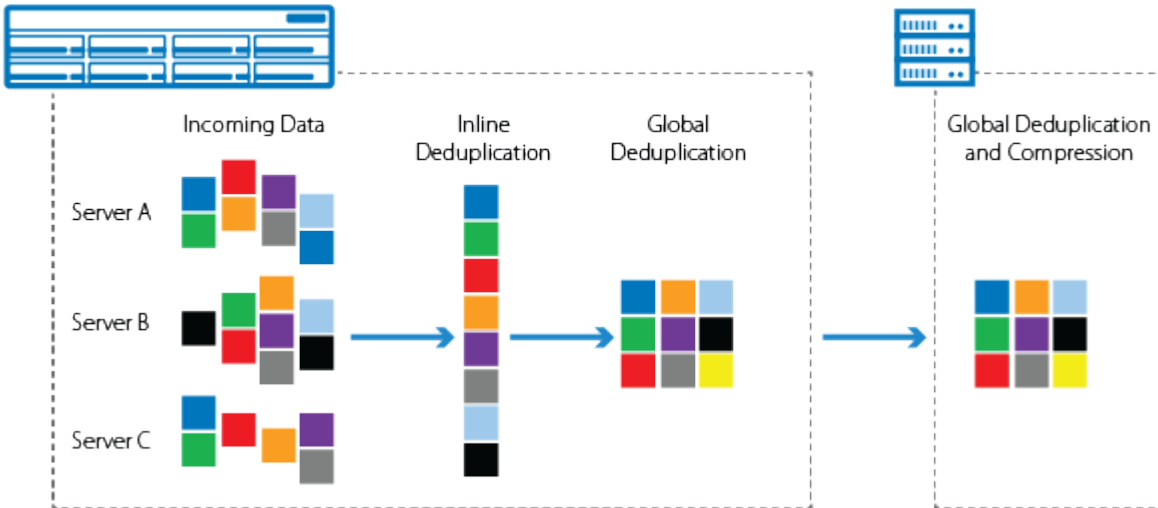 Incoming Data
Inline
Deduplication
Global
Deduplication
Global Deduplication
and Compression
Server A
Server B
Server C